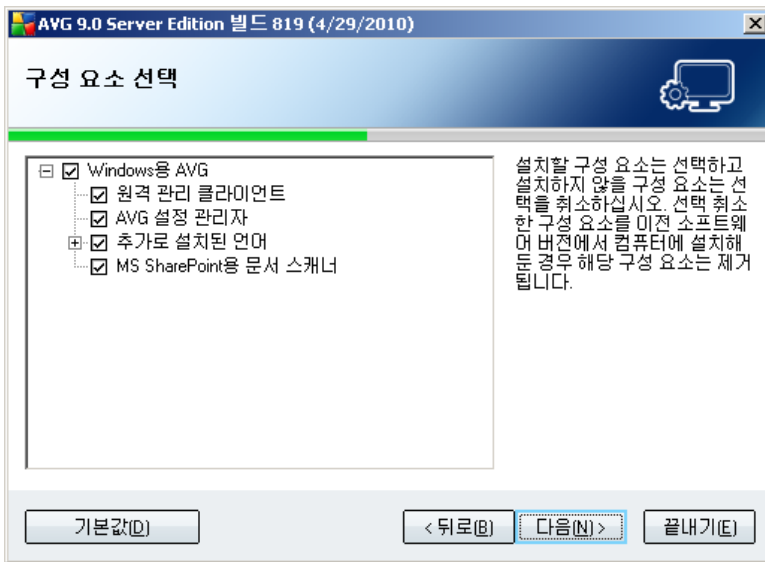 AVG 9.0 Server Edition 빌드 819 (4/29/2010)
구성 요소 선택
Windows용 AVG
원격 관리 클라이언트
AVG 설정 관리자
추가로 설치된 언어
MS SharePoint용 문서 스캐너
설치할 구성 요소는 선택하고
설치하지 않을 구성 요소는 선
택을 취소하십시오. 선택 취소
한 구성 요소를 이전 소프트웨
어 버전에서 컴퓨터에 설치해
둔 경우 해당 구성 요소는 제거
됩니다.
기본값(D)
< 뒤로(B)
다음(N) >
끝내기(E)